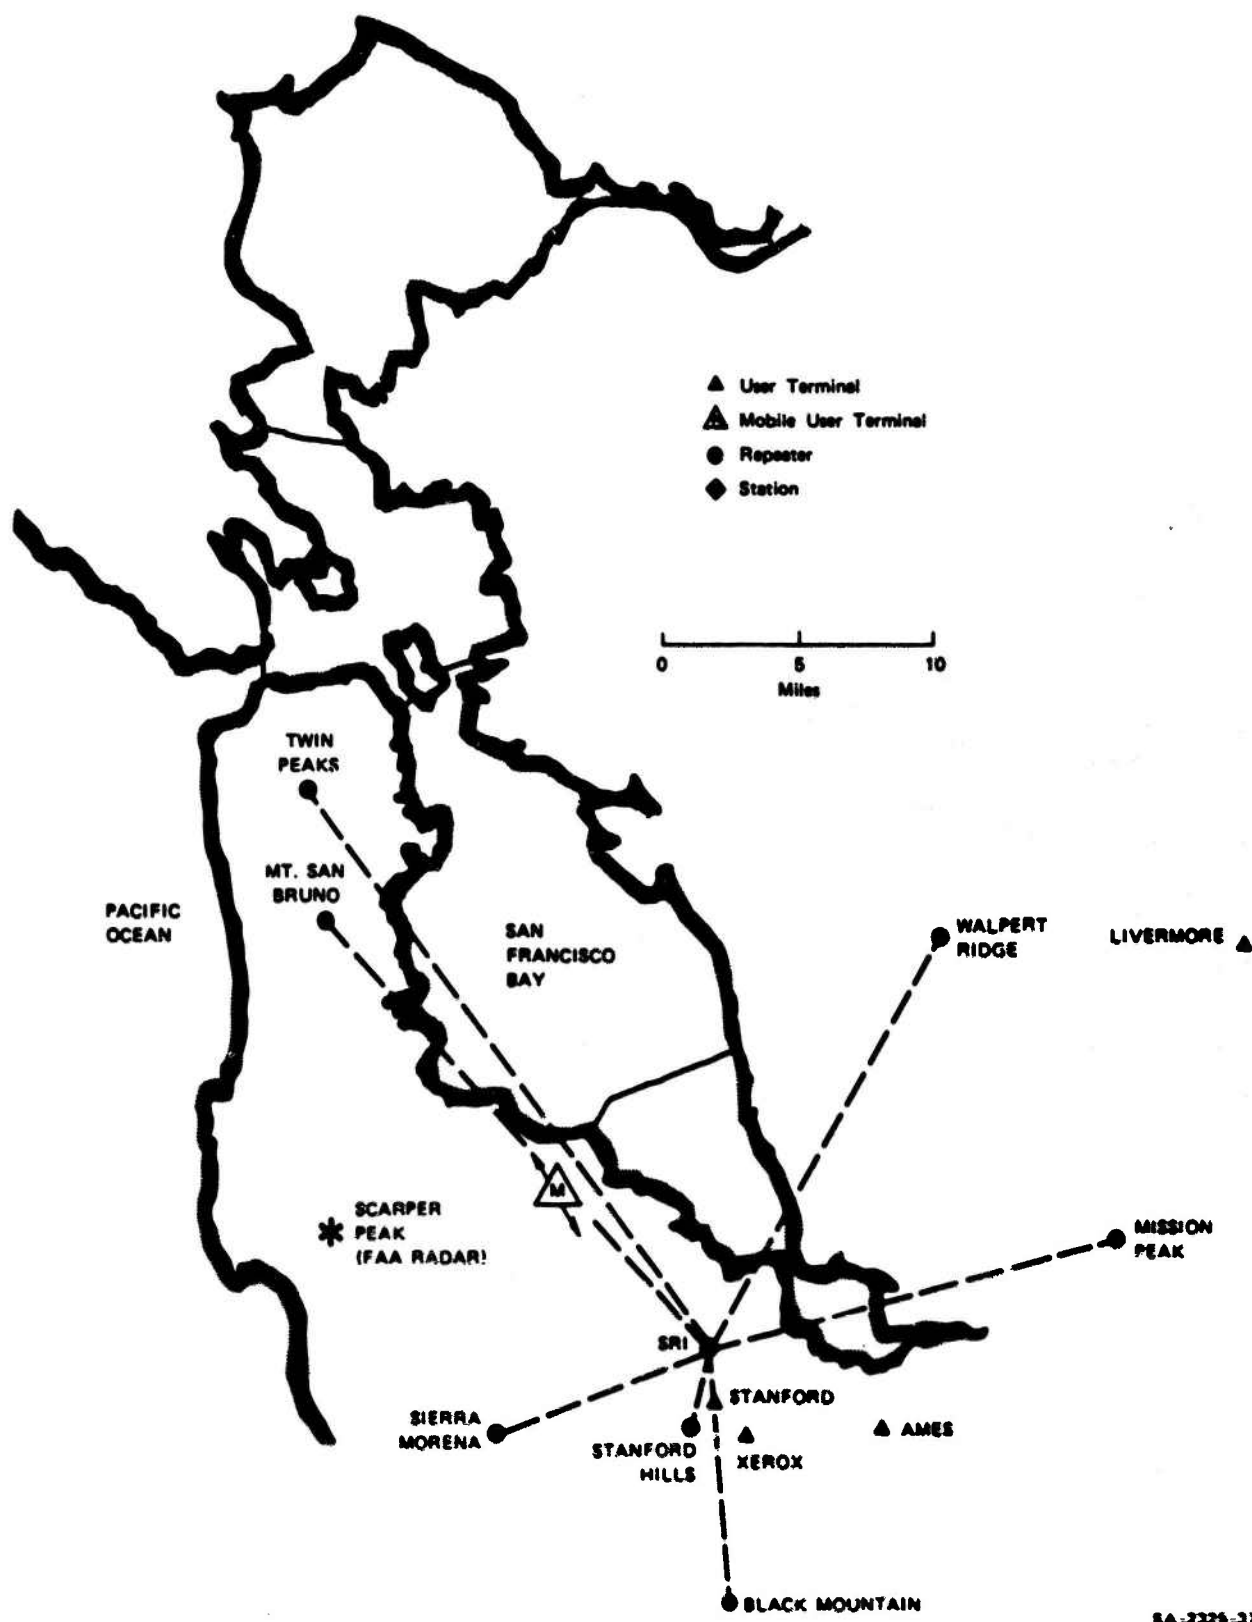 User Terminal
Mobile User Terminal
Repeater
Station
0 5 10
Miles
TWIN
PEAKS
MT. SAN
BRUNO
PACIFIC
OCEAN
SAN
FRANCISCO
BAY
WALPERT
RIDGE
LIVERMORE
M
SCARPER
PEAK
(FAA RADAR)
MISSION
PEAK
SRI
STANFORD
SIERRA
MORENA
STANFORD
HILLS
XEROX
AMES
BLACK MOUNTAIN